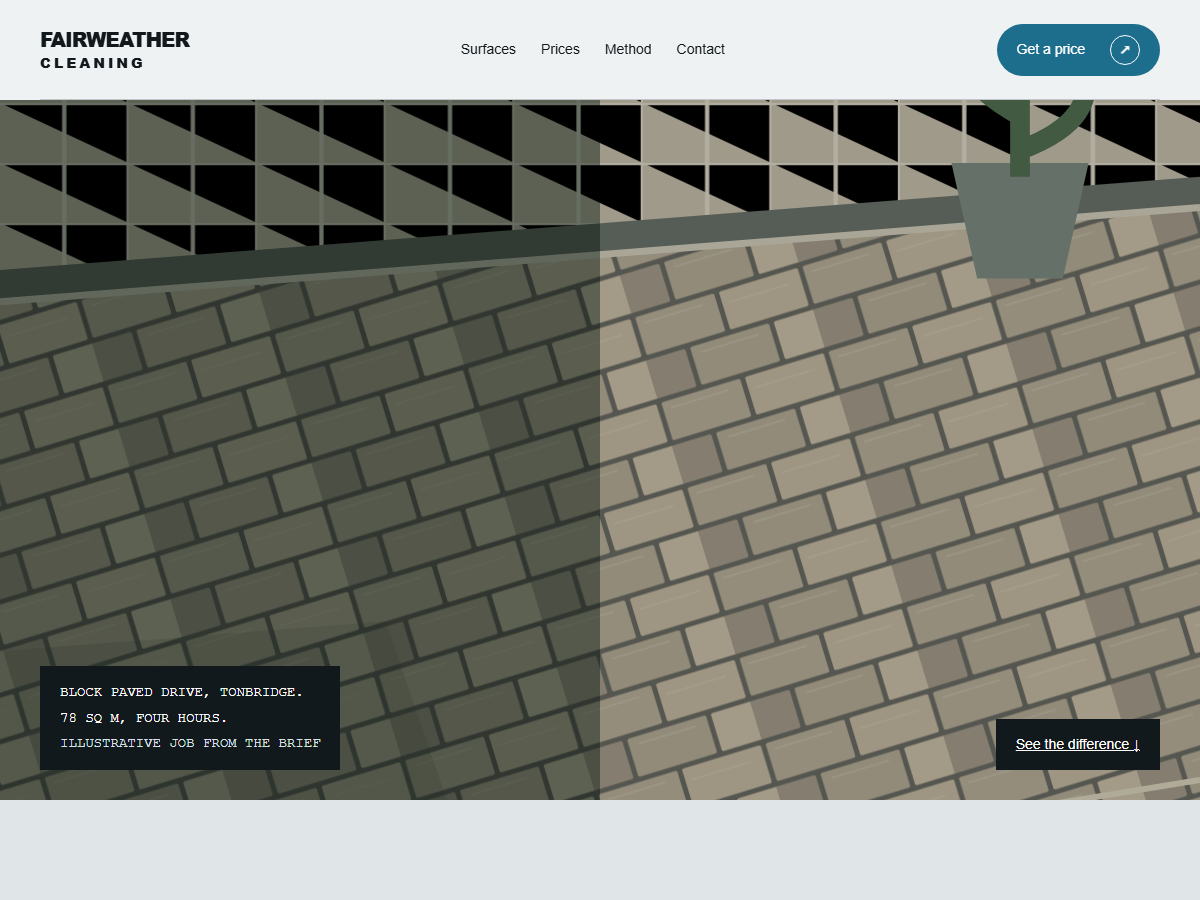 FAIRWEATHER
CLEANING
Surfaces
Prices
Method
Contact
Get a price ↗
BLOCK PAVED DRIVE, TONBRIDGE.
78 SQ M, FOUR HOURS.
ILLUSTRATIVE JOB FROM THE BRIEF
See the difference ↓